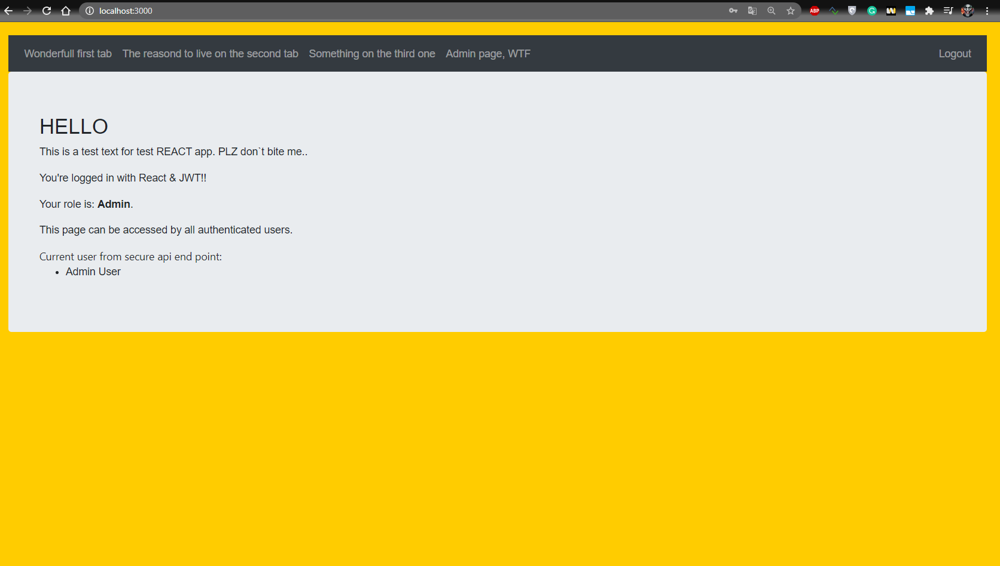 localhost:3000
ABP
Wonderfull first tab The reasond to live on the second tab Something on the third one Admin page, WTF Logout
HELLO
This is a test text for test REACT app. PLZ don`t bite me..
You're logged in with React & JWT!!
Your role is: Admin.
This page can be accessed by all authenticated users.
Current user from secure api end point:
• Admin User